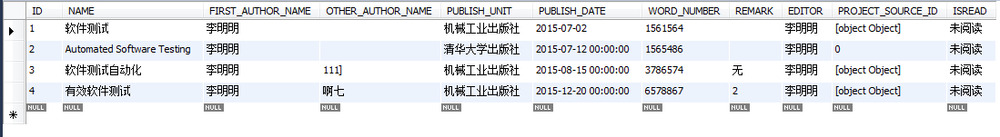 ID NAME FIRST_AUTHOR_NAME OTHER_AUTHOR_NAME PUBLISH_UNIT PUBLISH_DATE WORD_NUMBER REMARK EDITOR PROJECT_SOURCE_ID ISREAD
1 软件测试 李明明 机械工业出版社 2015-07-02 1561564 李明明 [object Object] 未阅读
2 Automated Software Testing 李明明 清华大学出版社 2015-07-12 00:00:00 1565486 李明明 0 未阅读
3 软件测试自动化 李明明 111] 机械工业出版社 2015-08-15 00:00:00 3786574 无 李明明 [object Object] 未阅读
4 有效软件测试 李明明 啊七 机械工业出版社 2015-12-20 00:00:00 6578867 2 李明明 [object Object] 未阅读
NULL NULL NULL NULL NULL NULL NULL NULL NULL NULL NULL